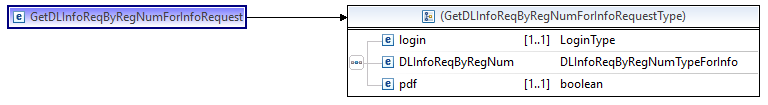 GetDLInfoReqByRegNumForInfoRequest
(GetDLInfoReqByRegNumForInfoRequestType)
login [1..1] LoginType
DLInfoReqByRegNum DLInfoReqByRegNumTypeForInfo
pdf [1..1] boolean